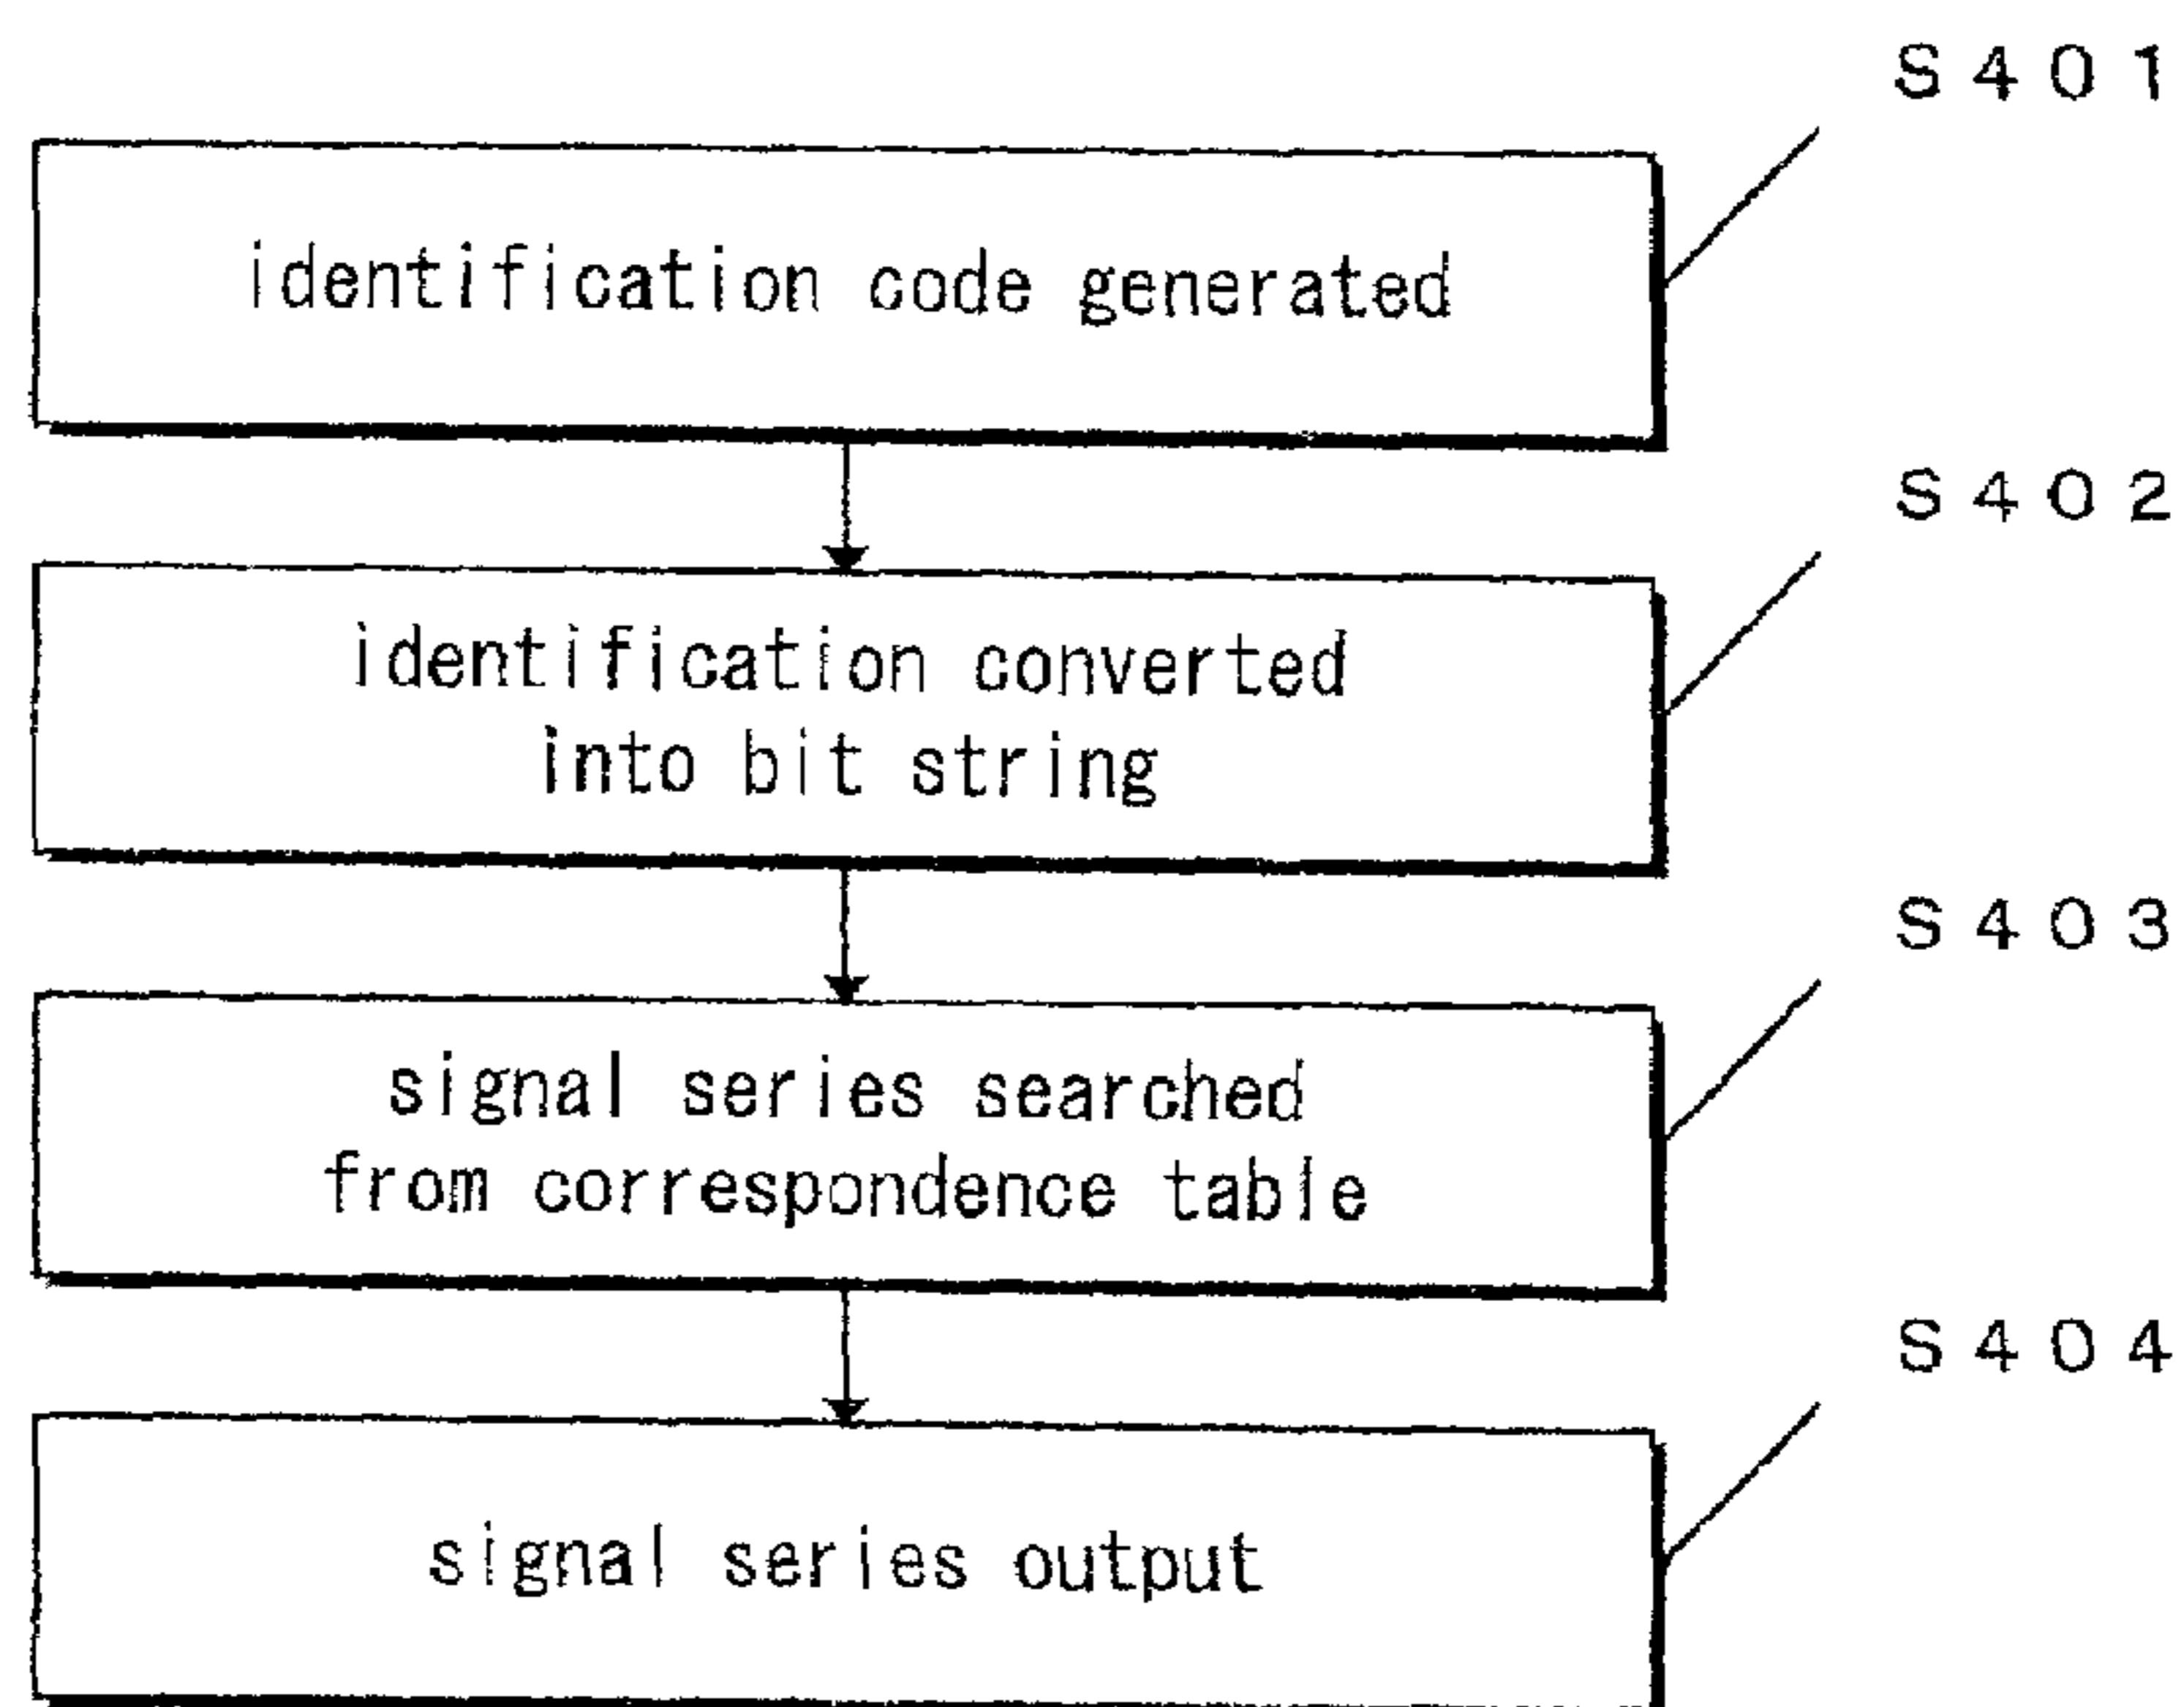 S401
identification code generated
S402
identification converted
into bit string
S403
signal series searched
from correspondence table
S404
signal series output